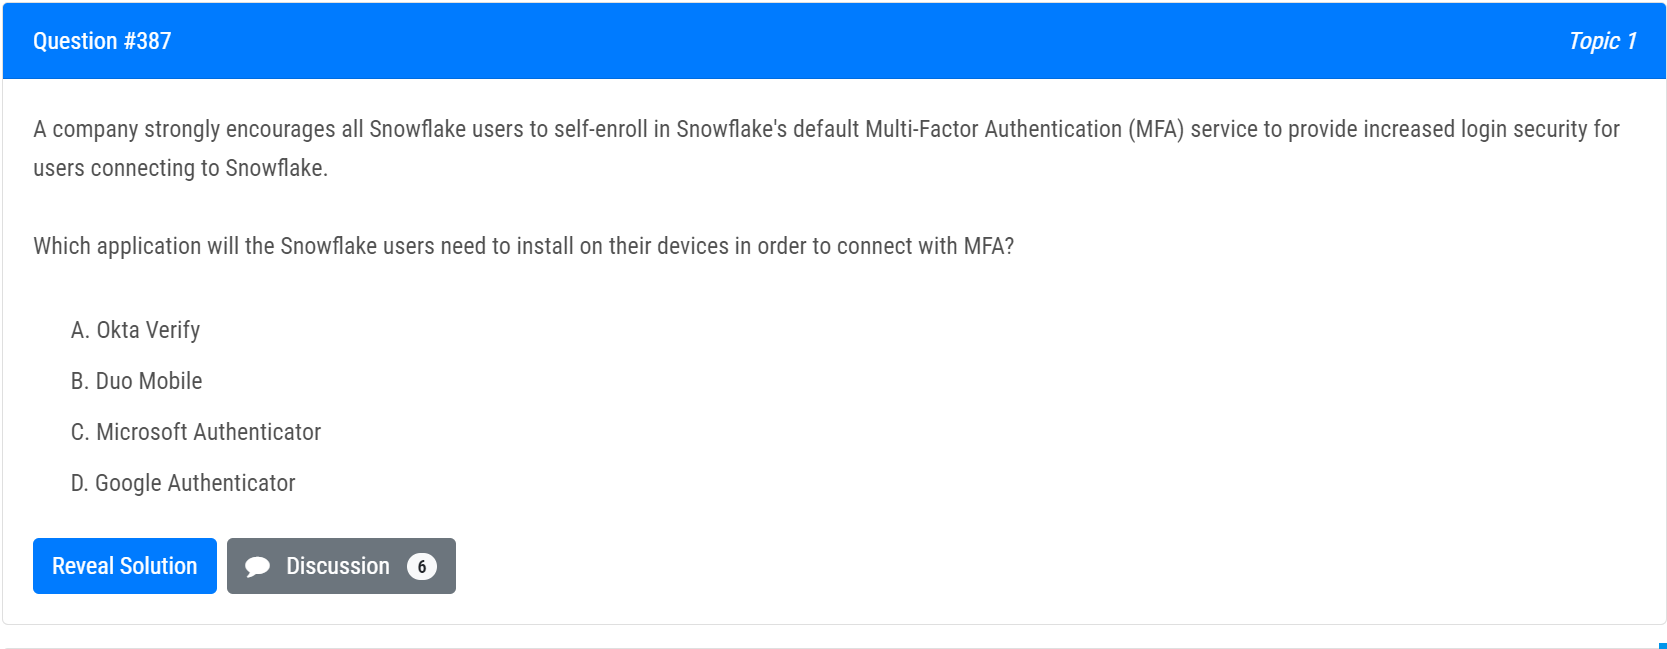 Question #387
Topic 1
A company strongly encourages all Snowflake users to self-enroll in Snowflake's default Multi-Factor Authentication (MFA) service to provide increased login security for
users connecting to Snowflake.
Which application will the Snowflake users need to install on their devices in order to connect with MFA?
A. Okta Verify
B. Duo Mobile
C. Microsoft Authenticator
D. Google Authenticator
Reveal Solution
Discussion 6